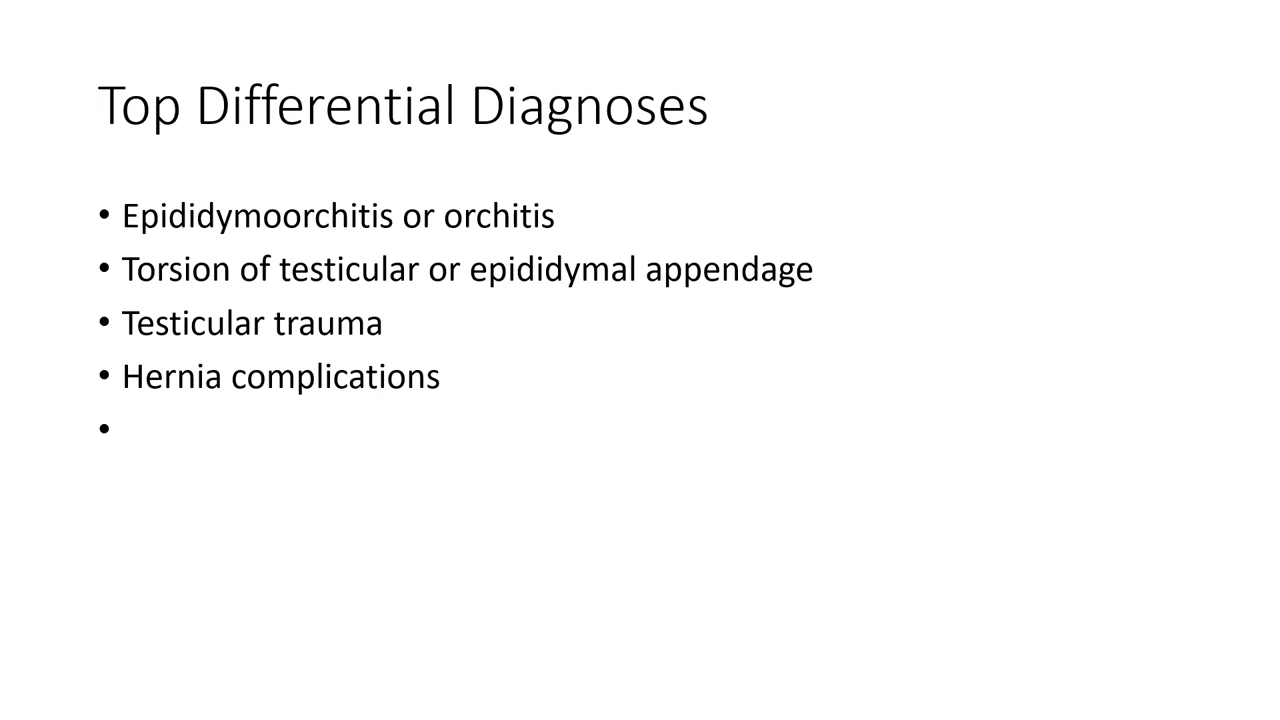 Top Differential Diagnoses
• Epididymoorchitis or orchitis
• Torsion of testicular or epididymal appendage
• Testicular trauma
• Hernia complications
•